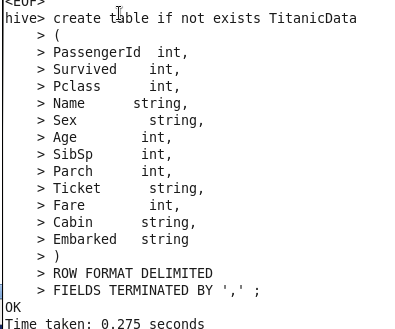 <EOF>
hive> create table if not exists TitanicData
    > (
    > PassengerId  int,
    > Survived    int,
    > Pclass      int,
    > Name      string,
    > Sex         string,
    > Age        int,
    > SibSp      int,
    > Parch      int,
    > Ticket      string,
    > Fare        int,
    > Cabin      string,
    > Embarked   string
    > )
    > ROW FORMAT DELIMITED
    > FIELDS TERMINATED BY ',' ;
OK
Time taken: 0.275 seconds